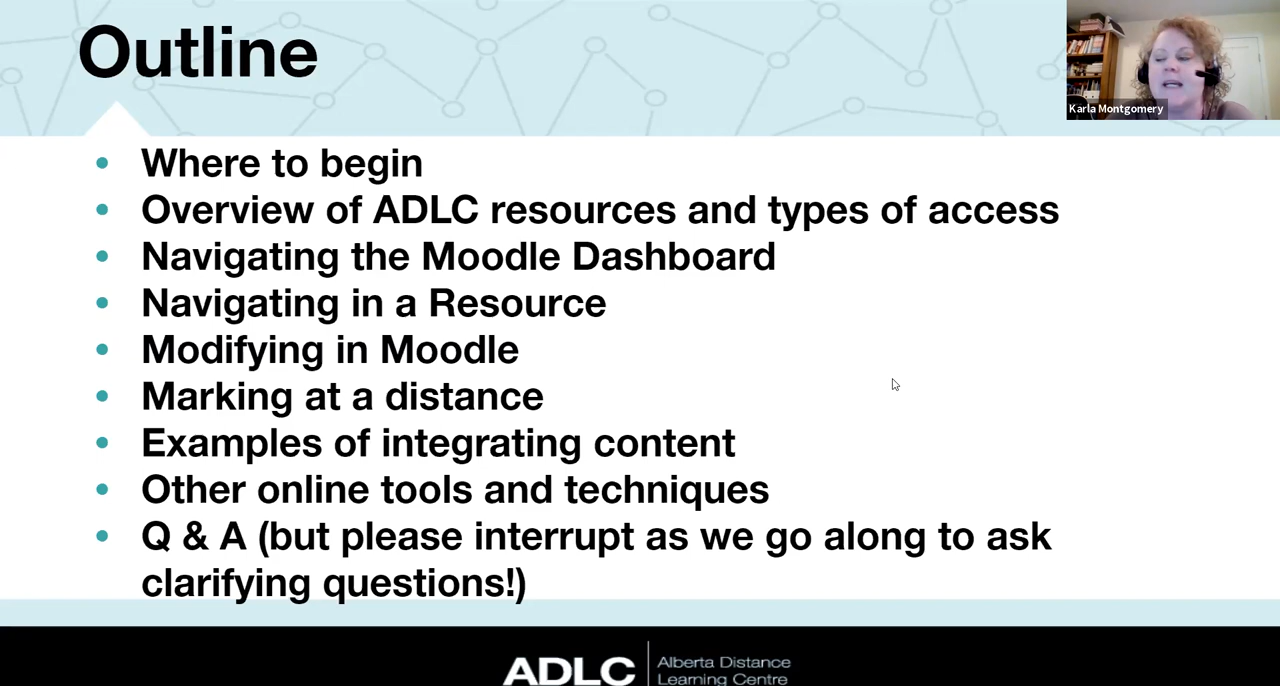 Outline
Karla Montgomery
• Where to begin
• Overview of ADLC resources and types of access
• Navigating the Moodle Dashboard
• Navigating in a Resource
• Modifying in Moodle
• Marking at a distance
• Examples of integrating content
• Other online tools and techniques
• Q & A (but please interrupt as we go along to ask
clarifying questions!)
ADLC
Alberta Distance
Learning Centre